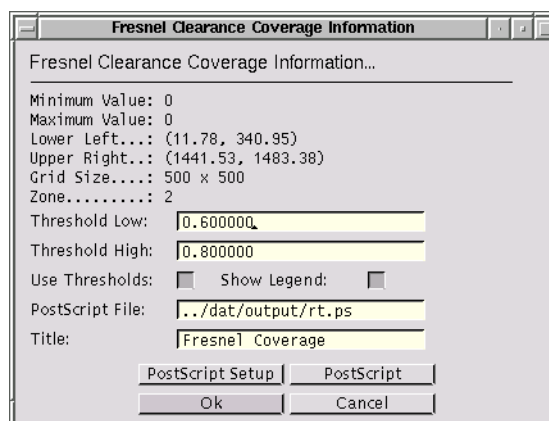 Fresnel Clearance Coverage Information
Fresnel Clearance Coverage Information...
Minimum Value: 0
Maximum Value: 0
Lower Left...: (11.78, 340.95)
Upper Right..: (1441.53, 1483.38)
Grid Size....: 500 x 500
Zone.........: 2
Threshold Low: 0.600000
Threshold High: 0.800000
Use Thresholds: Show Legend:
PostScript File: ../dat/output/rt.ps
Title: Fresnel Coverage
PostScript Setup PostScript
Ok Cancel